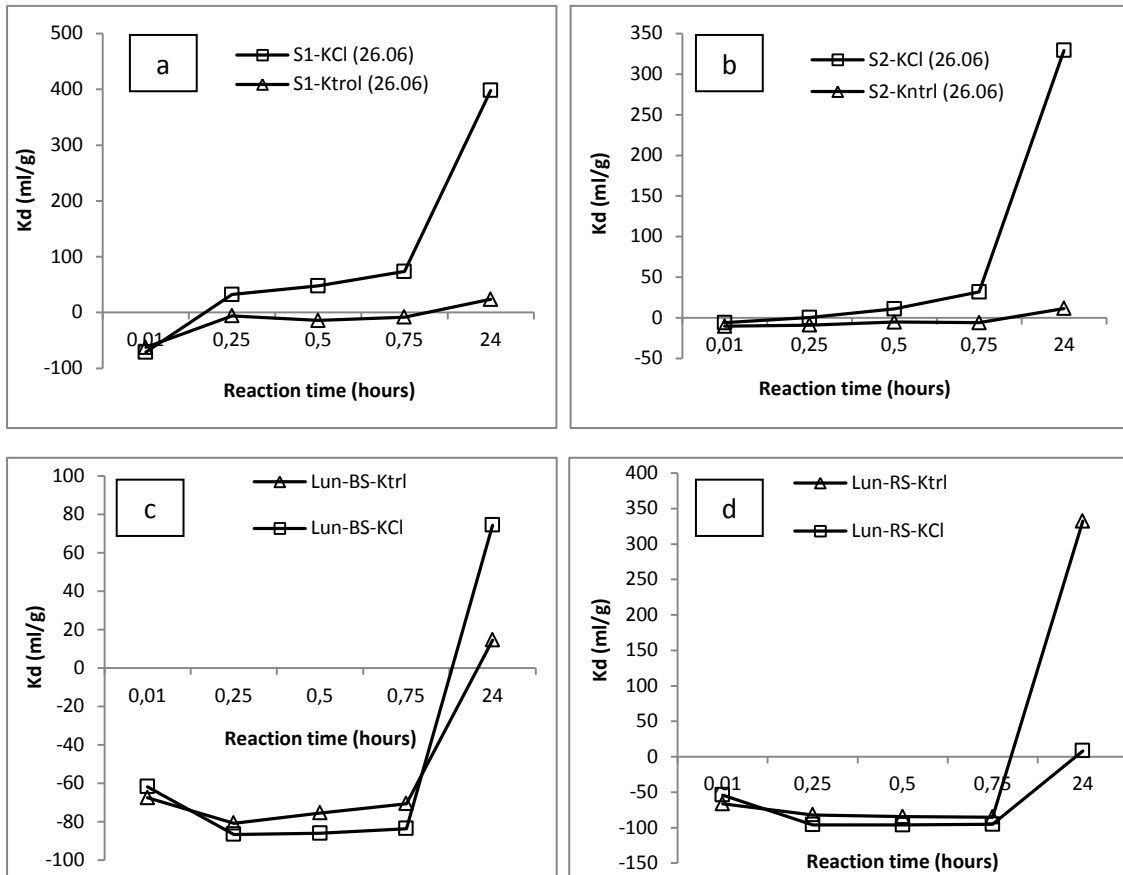 a
S1-KCl (26.06)
S1-Ktrol (26.06)
500
400
300
200
100
0
-100
Kd (ml/g)
0,01 0,25 0,5 0,75 24
Reaction time (hours)
b
S2-KCl (26.06)
S2-Kntrl (26.06)
350
300
250
200
150
100
50
0
-50
Kd (ml/g)
0,01 0,25 0,5 0,75 24
Reaction time (hours)
c
Lun-BS-Ktrl
Lun-BS-KCl
100
80
60
40
20
0
-20
-40
-60
-80
-100
Kd (ml/g)
0,01 0,25 0,5 0,75 24
Reaction time (hours)
d
Lun-RS-Ktrl
Lun-RS-KCl
400
350
300
250
200
150
100
50
0
-50
-100
-150
Kd (ml/g)
0,01 0,25 0,5 0,75 24
Reaction time (hours)